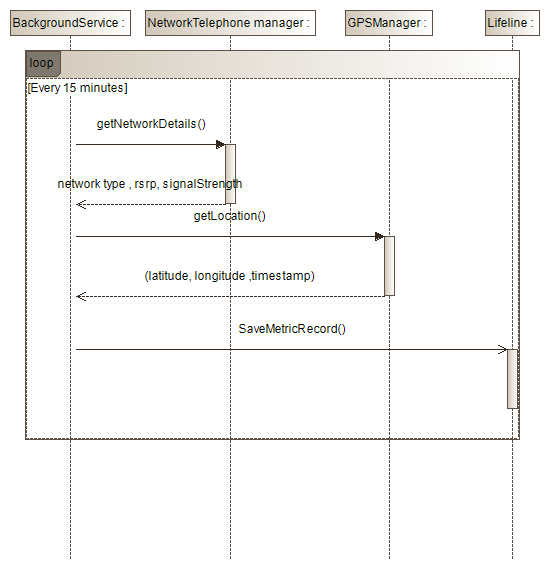 BackgroundService :
NetworkTelephone manager :
GPSManager :
Lifeline :
loop
[Every 15 minutes]
getNetworkDetails()
network type , rsrp, signalStrength
getLocation()
(latitude, longitude ,timestamp)
SaveMetricRecord()